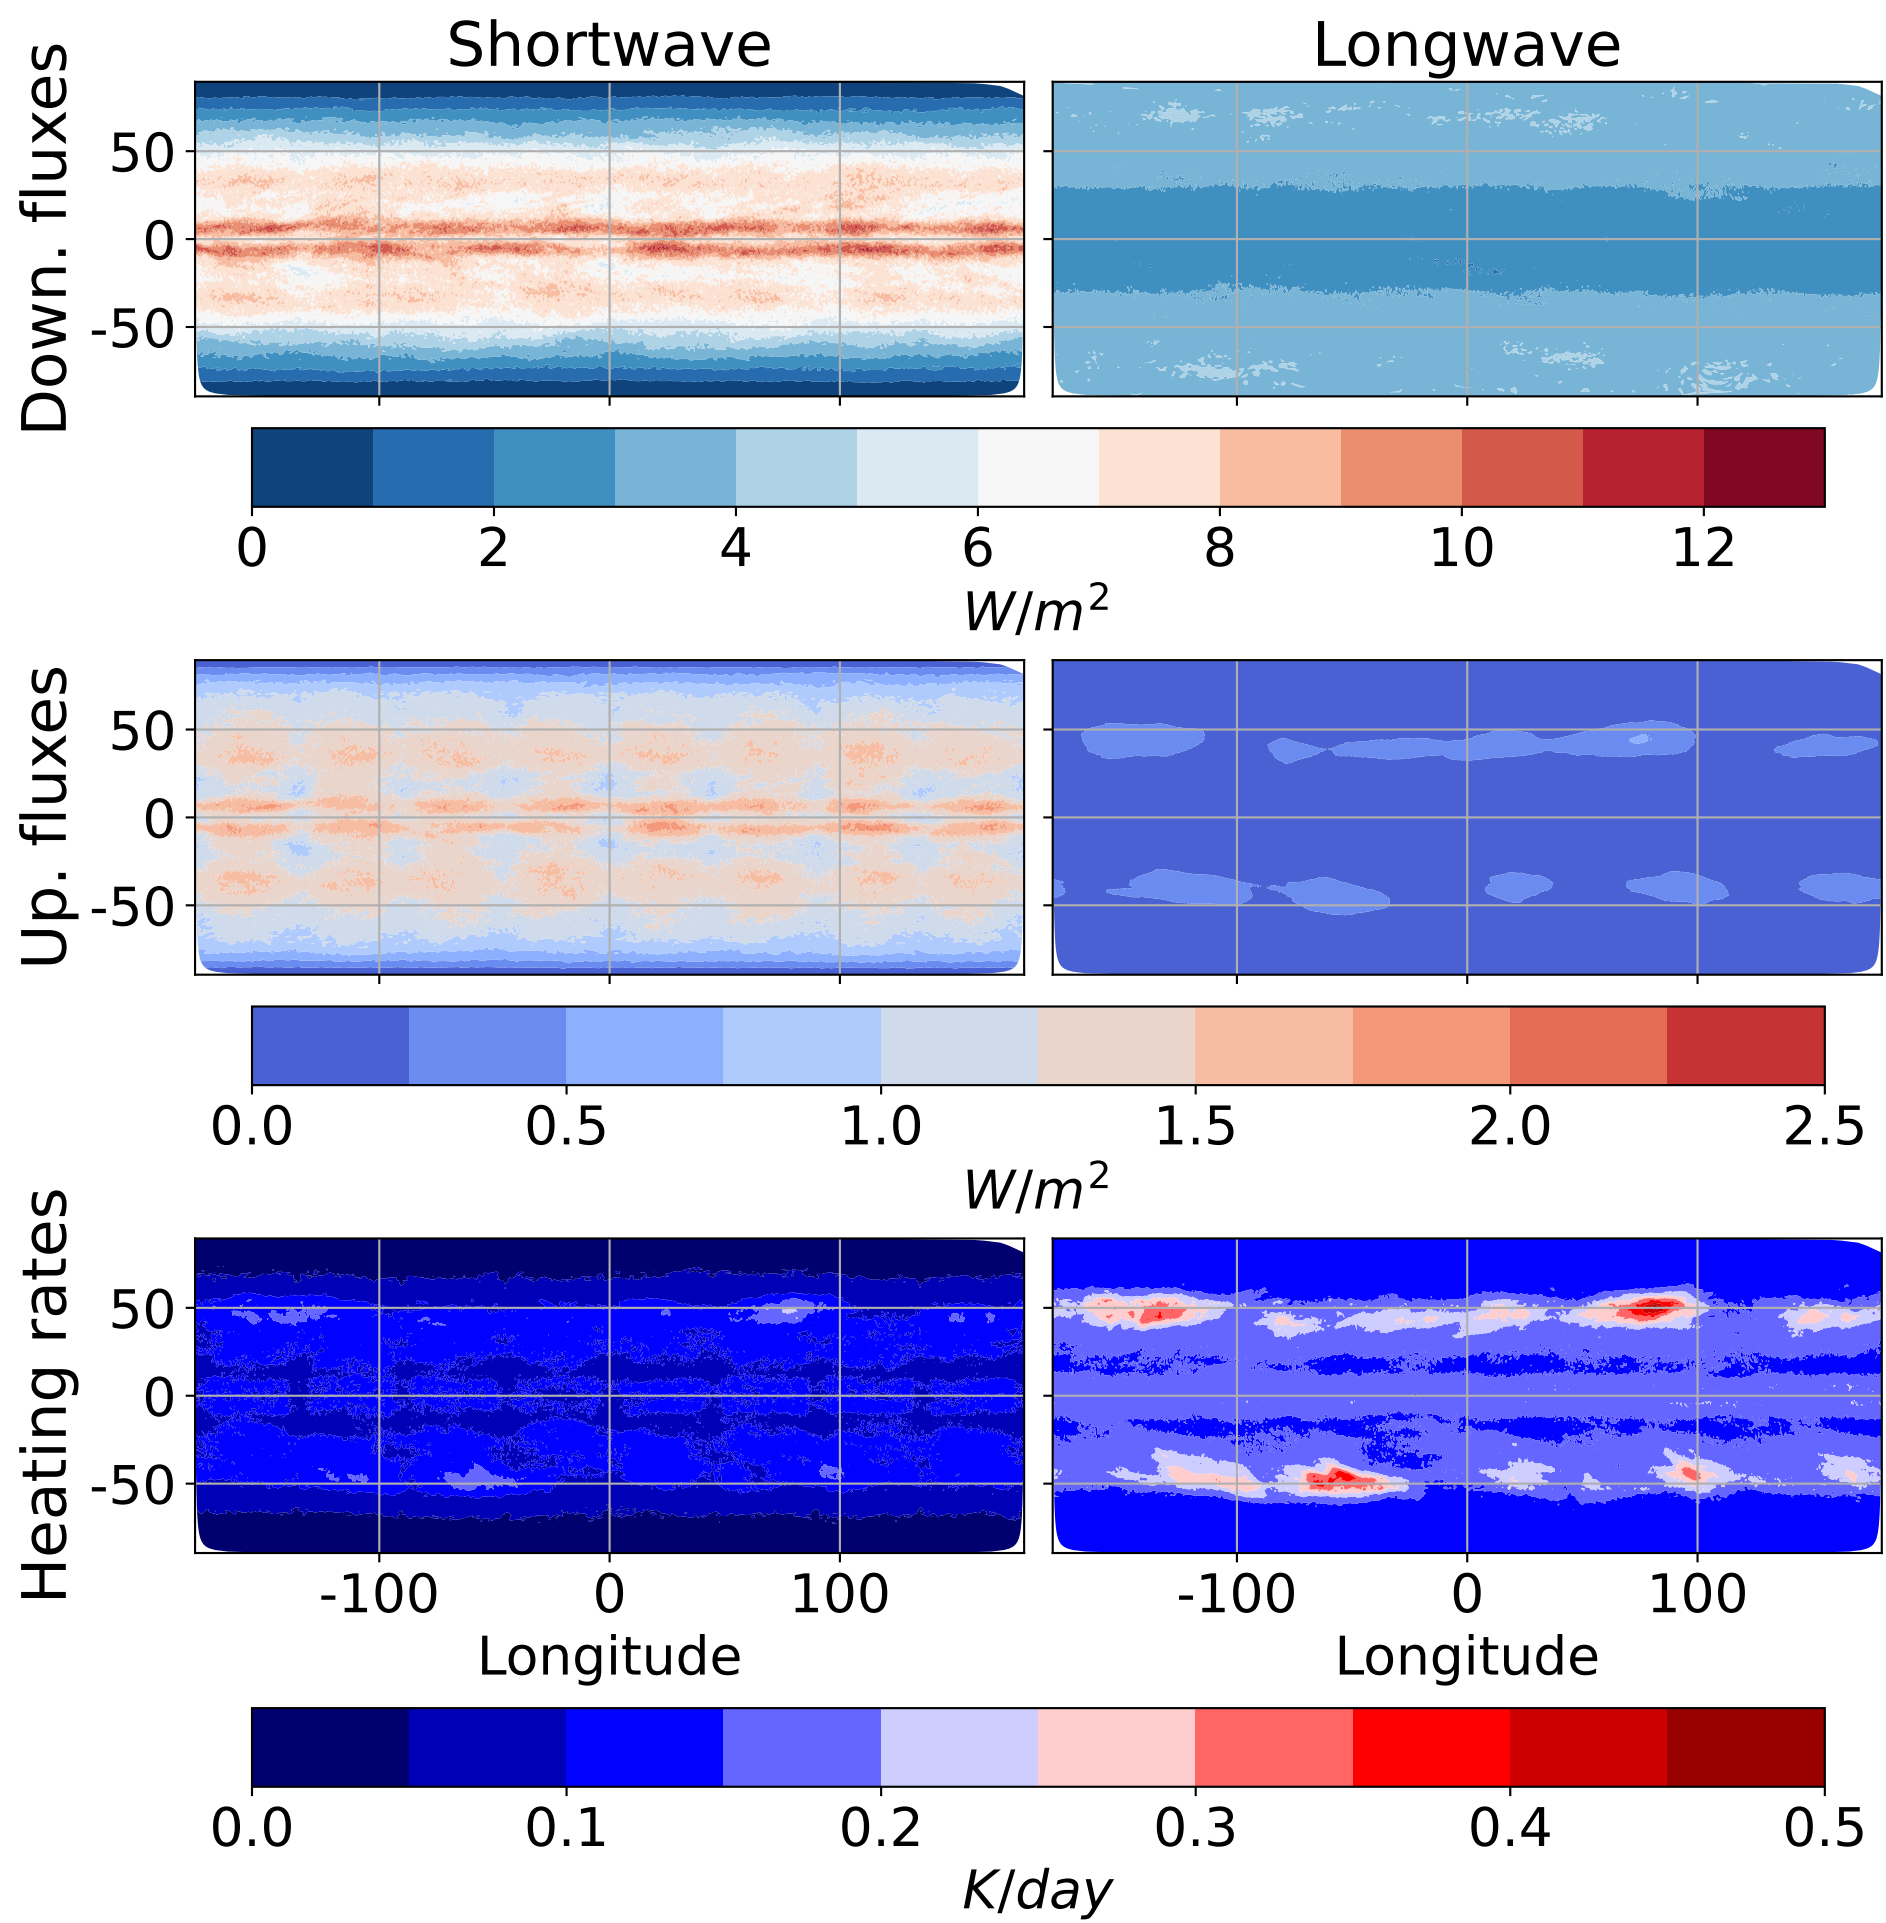 Shortwave Longwave
Down. fluxes
50
0
-50
0 2 4 6 8 10 12
W/m²
Up. fluxes
50
0
-50
0.0 0.5 1.0 1.5 2.0 2.5
W/m²
Heating rates
50
0
-50
-100 0 100 -100 0 100
Longitude Longitude
0.0 0.1 0.2 0.3 0.4 0.5
K/day